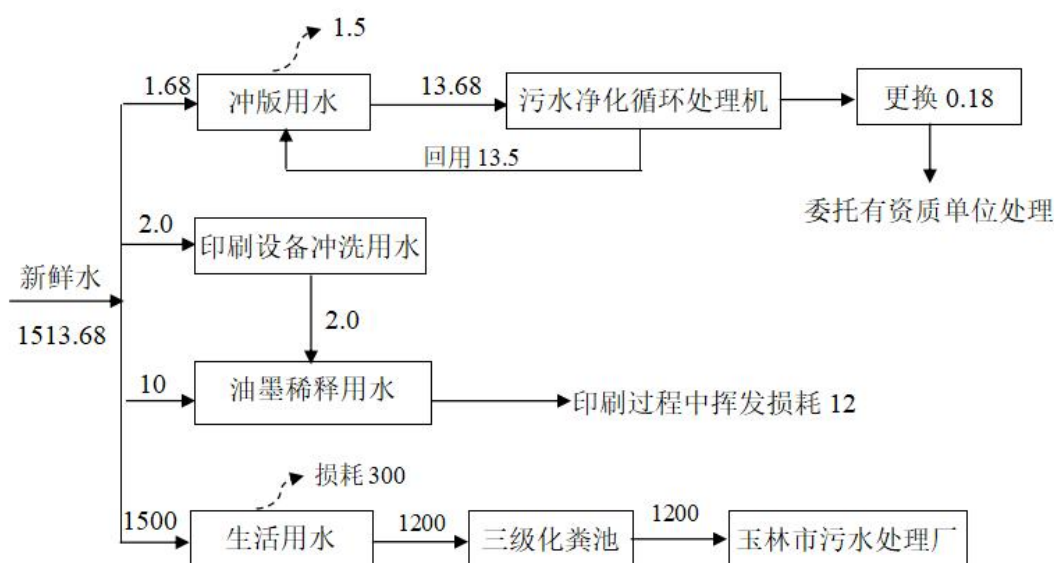 1.5
1.68
冲版用水
13.68
污水净化循环处理机
更换 0.18
回用 13.5
委托有资质单位处理
2.0
印刷设备冲洗用水
新鲜水
1513.68
2.0
10
油墨稀释用水
印刷过程中挥发损耗 12
损耗 300
1500
生活用水
1200
三级化粪池
1200
玉林市污水处理厂